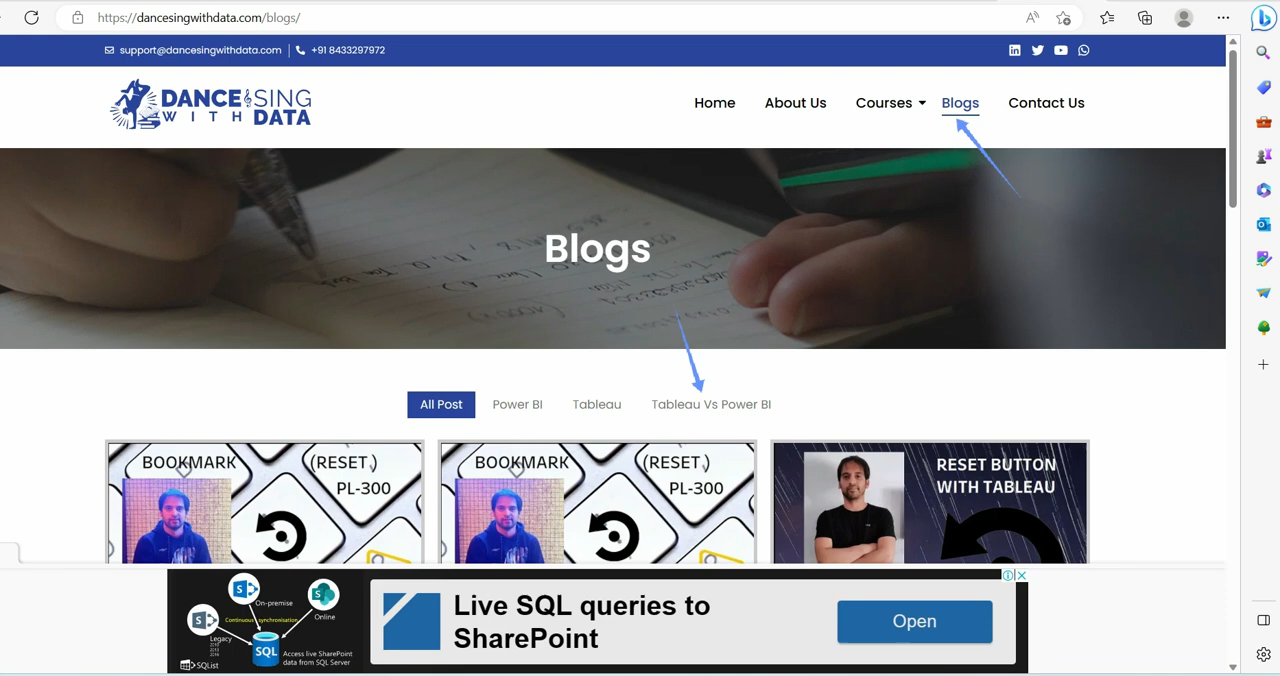 https://dancesingwithdata.com/blogs/
support@dancesingwithdata.com
+91 8433297972
DANCE SING
WITH DATA
Home About Us Courses Blogs Contact Us
Blogs
All Post Power BI Tableau Tableau Vs Power BI
BOOKMARK (RESET,)
PL-300
BOOKMARK (RESET,)
PL-300
RESET BUTTON
WITH TABLEAU
On-premise
Online
Continuous synchronisation
Legacy
SQL
Access live SharePoint
data from SQL Server
SQList
Live SQL queries to
SharePoint
Open